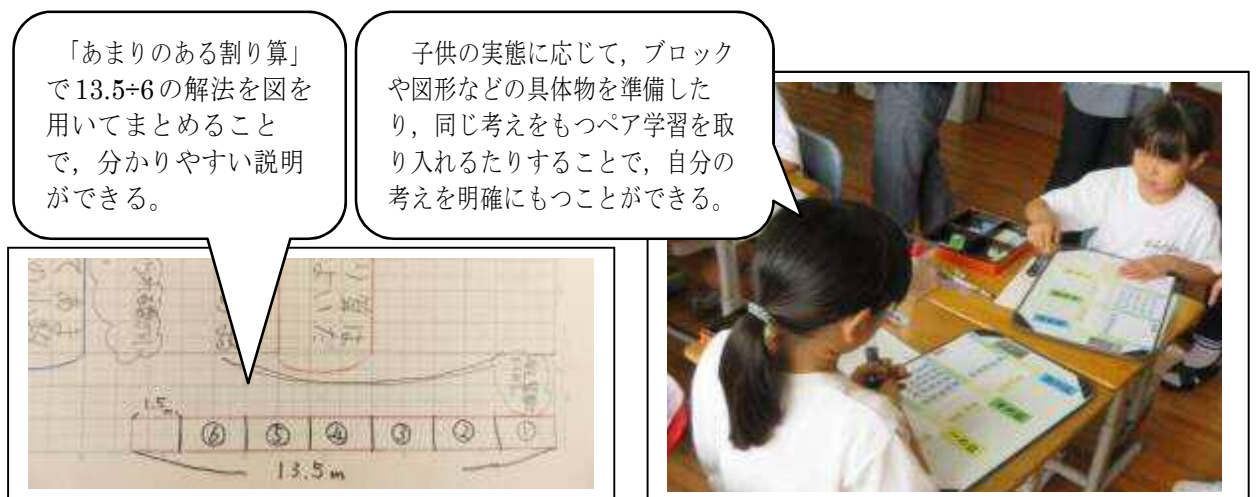 「あまりのある割り算」
で13.5÷6の解法を図を
用いてまとめること
で，分かりやすい説明
ができる。
子供の実態に応じて，ブロック
や図形などの具体物を準備した
り，同じ考えをもつペア学習を取
り入れるたりすることで，自分の
考えを明確にもつことができる。
1.5m
⑥ ⑤ ④ ③ ② ①
13.5m